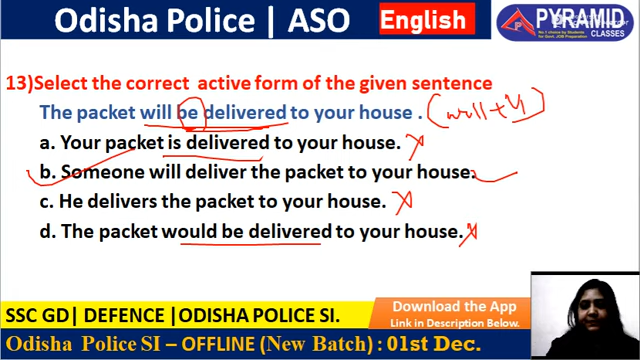 Odisha Police | ASO English
PYRAMID
CLASSES
13)Select the correct active form of the given sentence
The packet will be delivered to your house . (will+V1)
a. Your packet is delivered to your house.
b. Someone will deliver the packet to your house.
c. He delivers the packet to your house.
d. The packet would be delivered to your house.
SSC GD| DEFENCE |ODISHA POLICE SI.
Download the App
Link in Description Below.
Odisha Police SI – OFFLINE (New Batch) : 01st Dec.